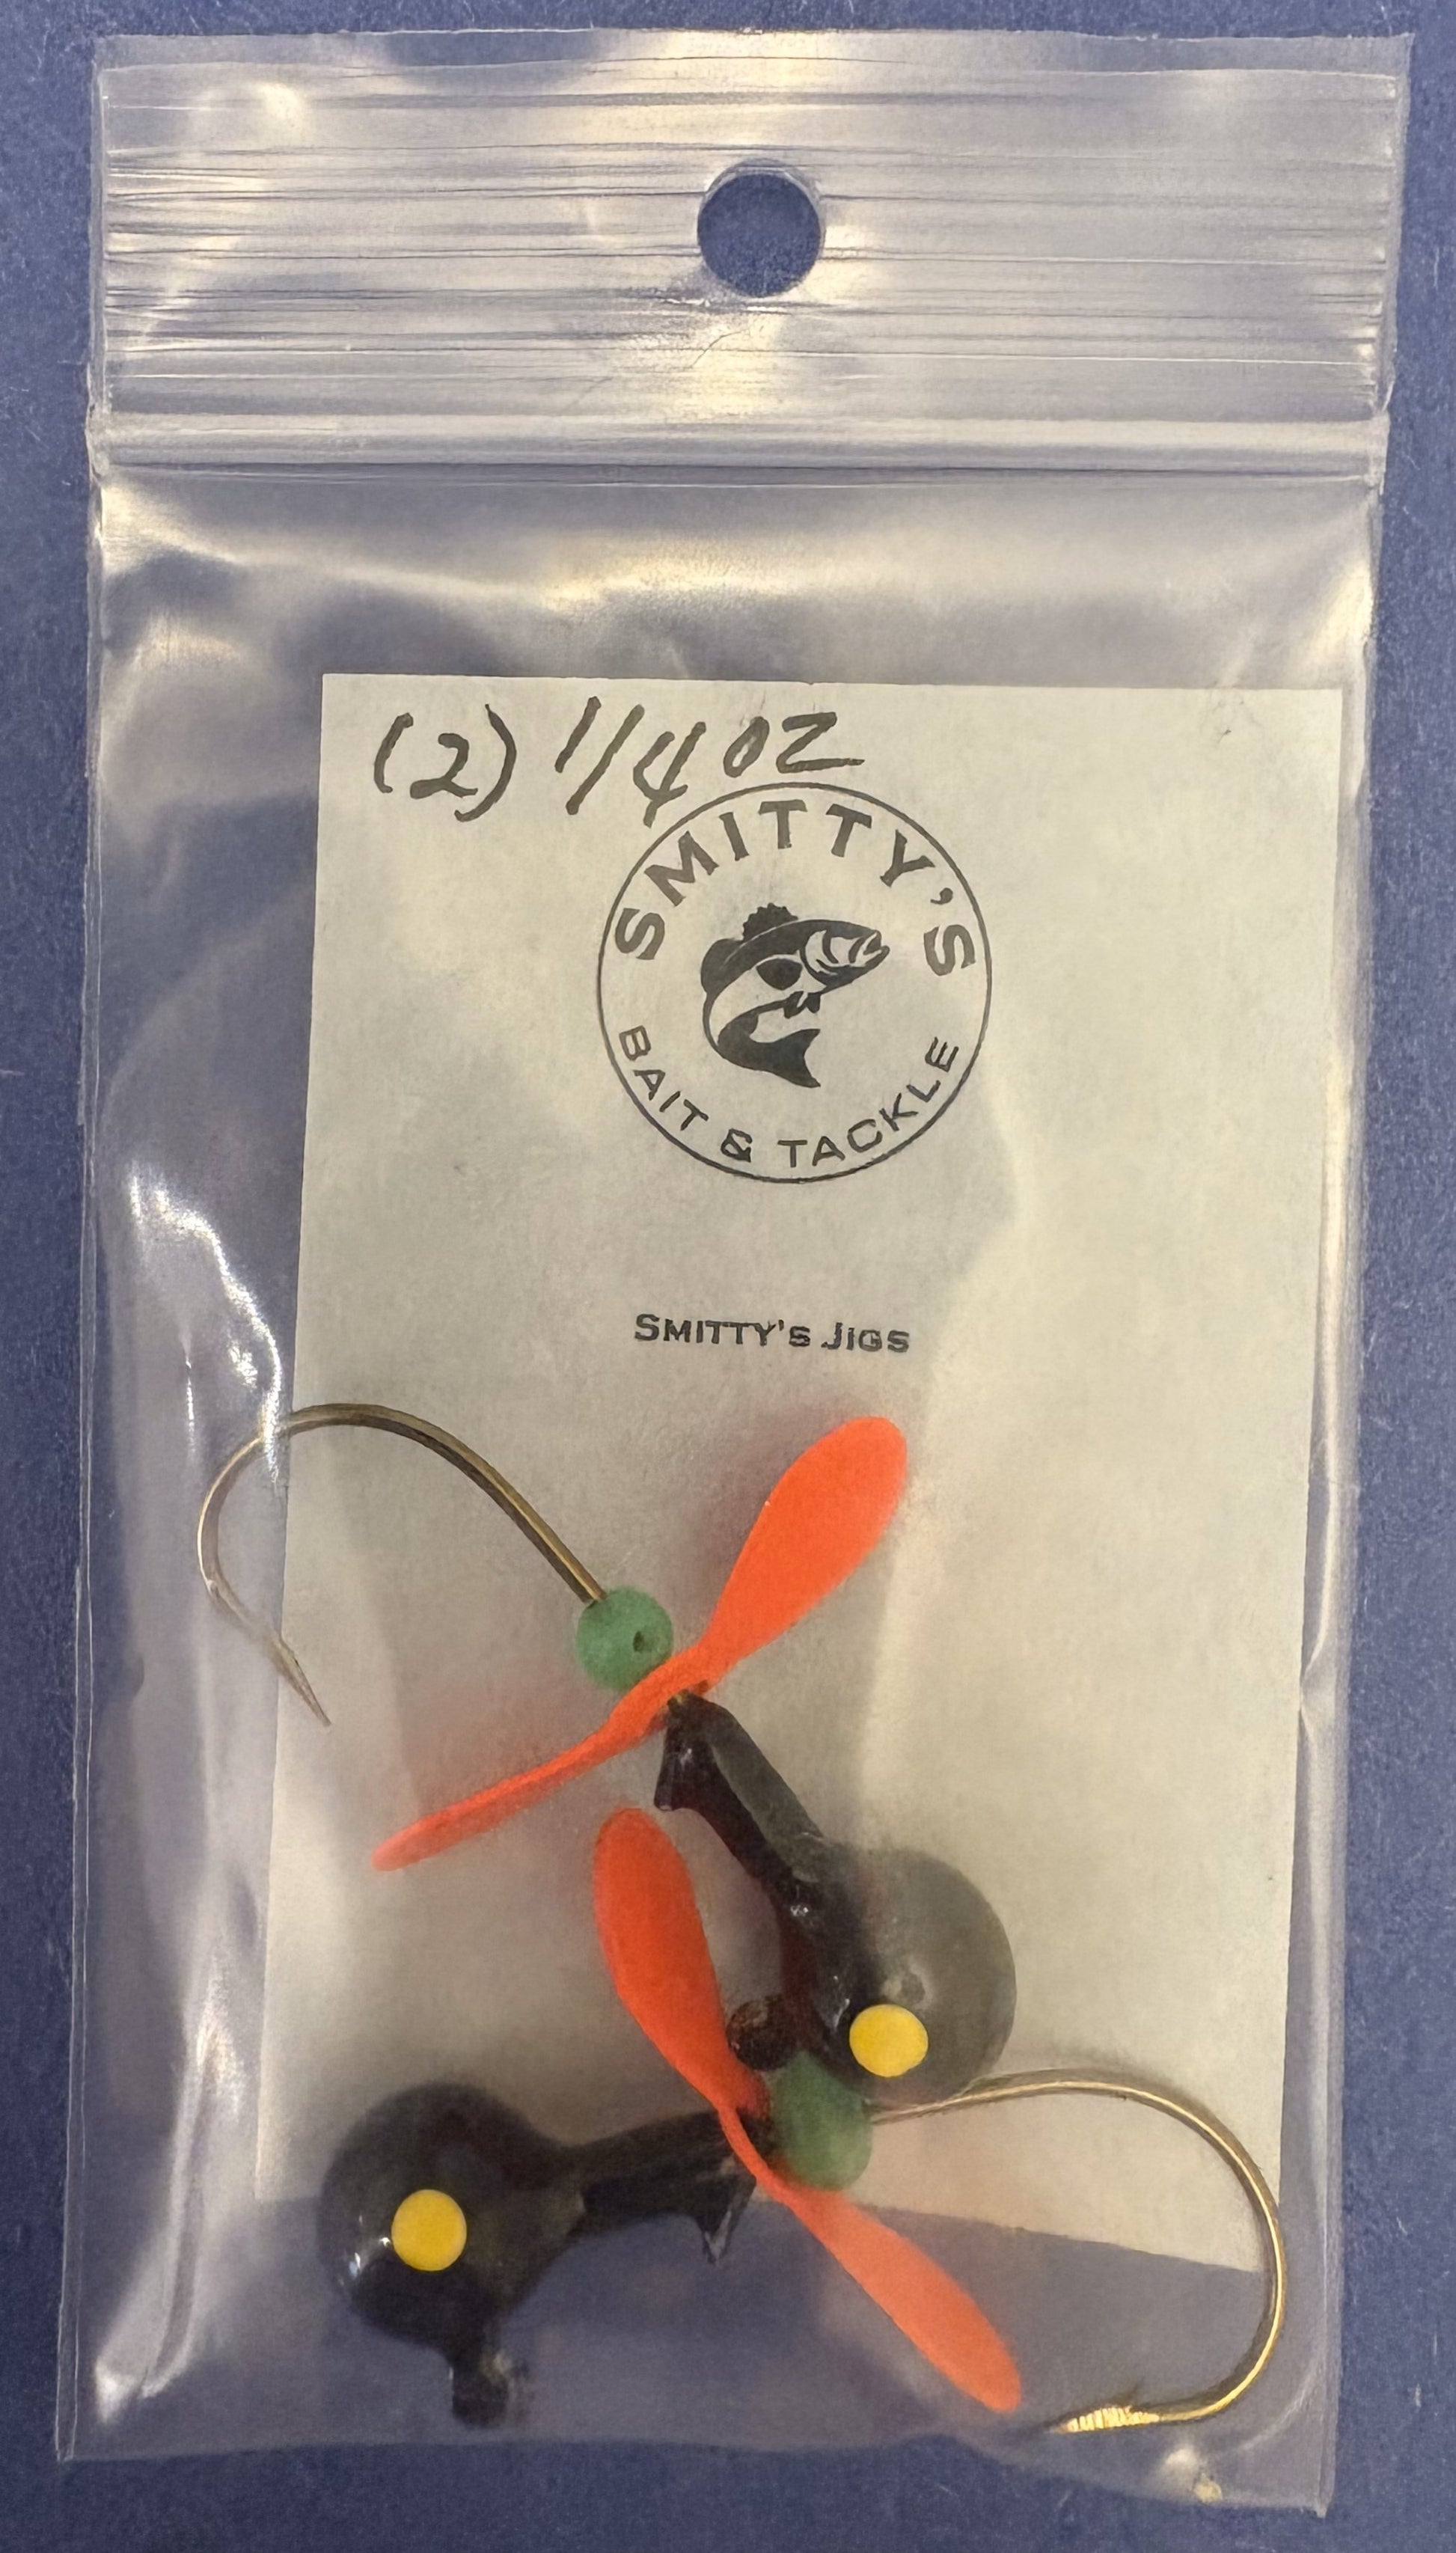 (2) 1/4 oz
SMITTY'S
BAIT & TACKLE
SMITTY'S JIGS